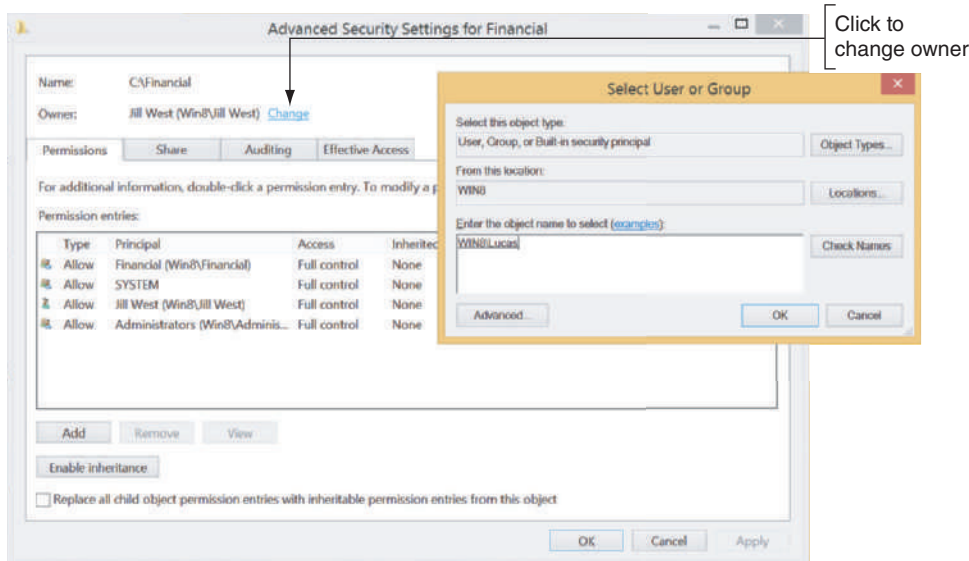 Advanced Security Settings for Financial
Click to
change owner
Name: C:\Financial
Owner: Jill West (Win8\Jill West) Change
Permissions Share Auditing Effective Access
For additional information, double-click a permission entry. To modify a p
Permission entries:
Type Principal Access Inherited
Allow Financial (Win8\Financial) Full control None
Allow SYSTEM Full control None
Allow Jill West (Win8\Jill West) Full control None
Allow Administrators (Win8\Adminis... Full control None
Add Remove View
Enable inheritance
Replace all child object permission entries with inheritable permission entries from this object
OK Cancel Apply
Select User or Group
Select this object type:
User, Group, or Built-in security principal Object Types...
From this location:
WIN8 Locations...
Enter the object name to select (examples):
WIN8\Lucas Check Names
Advanced... OK Cancel